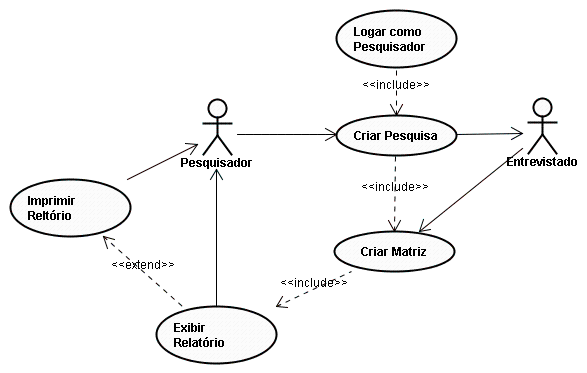 Logar como
Pesquisador
<<include>>
Criar Pesquisa
Pesquisador
Entrevistado
<<include>>
Imprimir
Reltório
Criar Matriz
<<extend>>
<<include>>
Exibir
Relatório